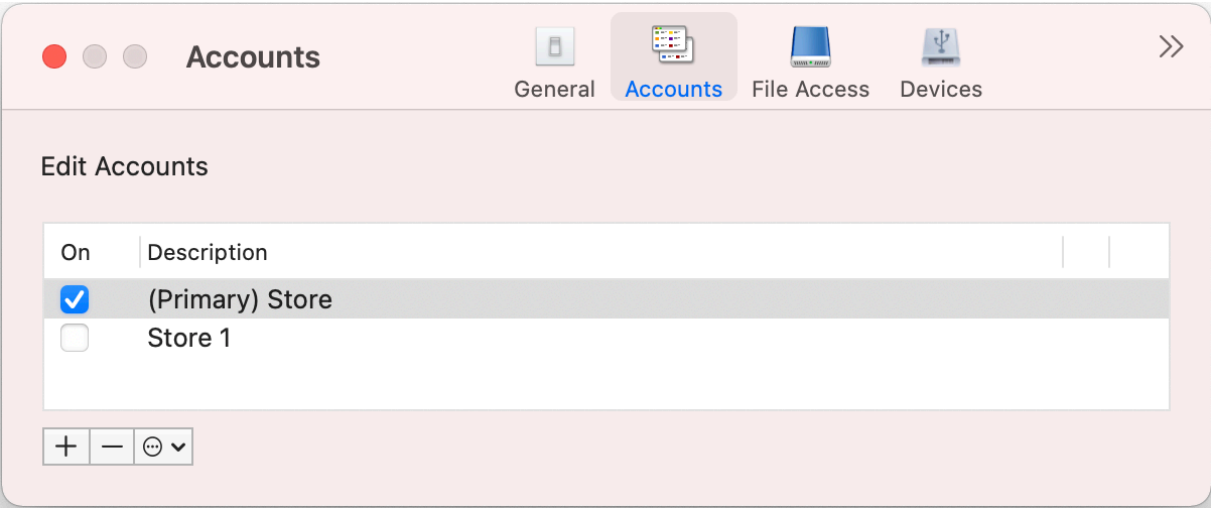 Accounts
General Accounts File Access Devices
Edit Accounts
On Description
(Primary) Store
Store 1